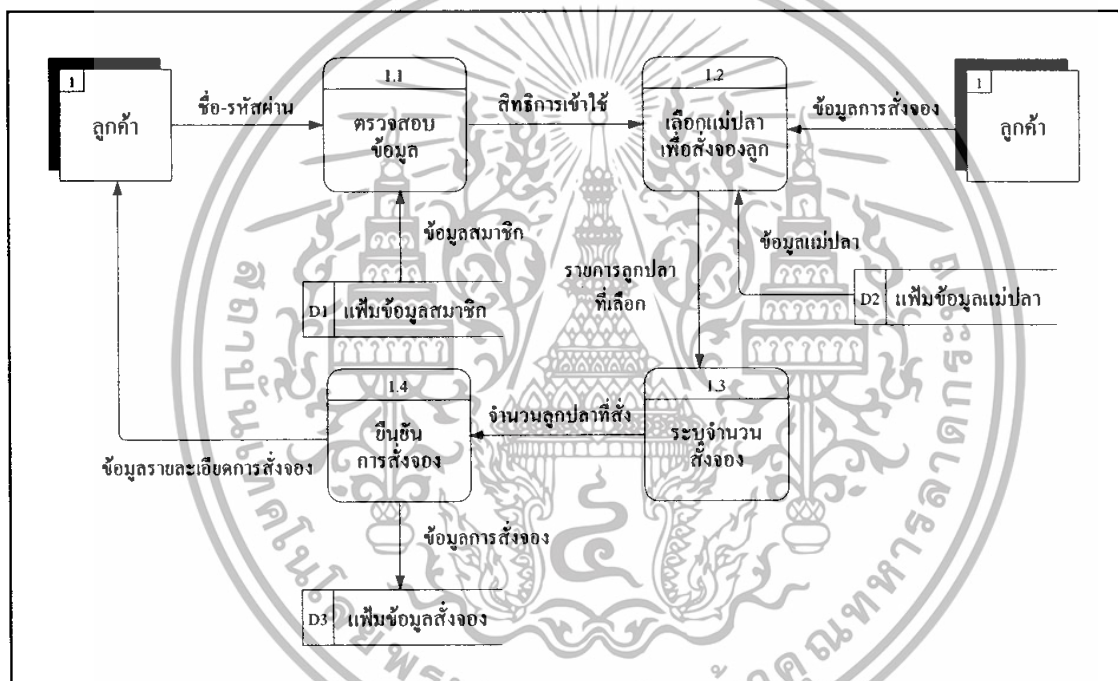 1
ลูกค้า
ชื่อ-รหัสผ่าน
1.1
ตรวจสอบ
ข้อมูล
สิทธิการเข้าใช้
1.2
เลือกแม่ปลา
เพื่อสั่งจองลูก
ข้อมูลการสั่งจอง
1
ลูกค้า
ข้อมูลสมาชิก
ข้อมูลแม่ปลา
รายการลูกปลา
ที่เลือก
D1 แฟ้มข้อมูลสมาชิก
D2 แฟ้มข้อมูลแม่ปลา
1.4
ยืนยัน
การสั่งจอง
จำนวนลูกปลาที่สั่ง
1.3
ระบุจำนวน
สั่งจอง
ข้อมูลรายละเอียดการสั่งจอง
ข้อมูลการสั่งจอง
D3 แฟ้มข้อมูลสั่งจอง